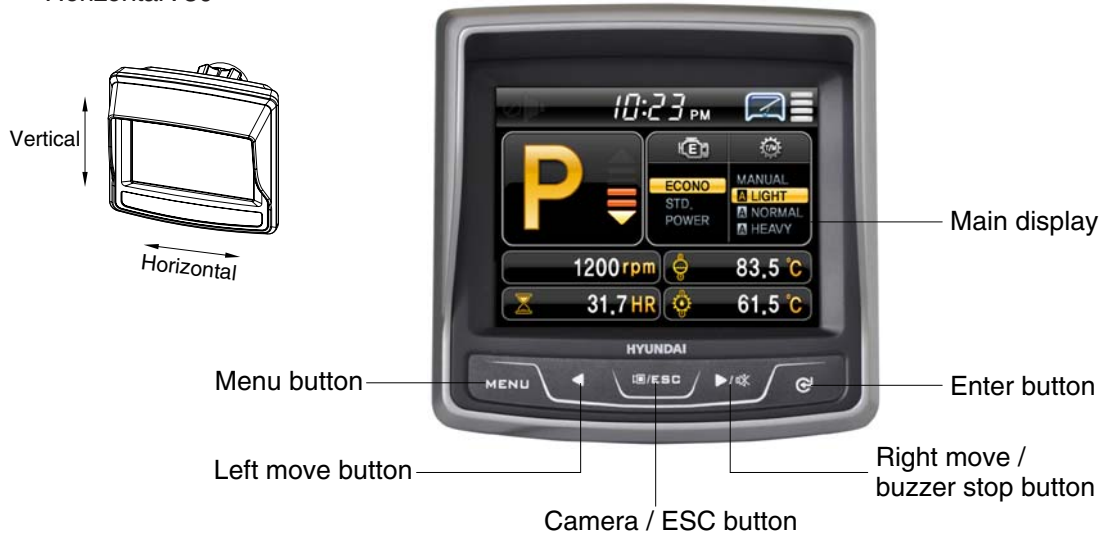 Vertical
Horizontal
10:23 PM
P
E
T/M
ECONO
STD.
POWER
MANUAL
A LIGHT
A NORMAL
A HEAVY
1200 rpm
83.5 °C
31.7 HR
61.5 °C
HYUNDAI
MENU
/ESC
/
Main display
Menu button
Enter button
Left move button
Right move /
buzzer stop button
Camera / ESC button